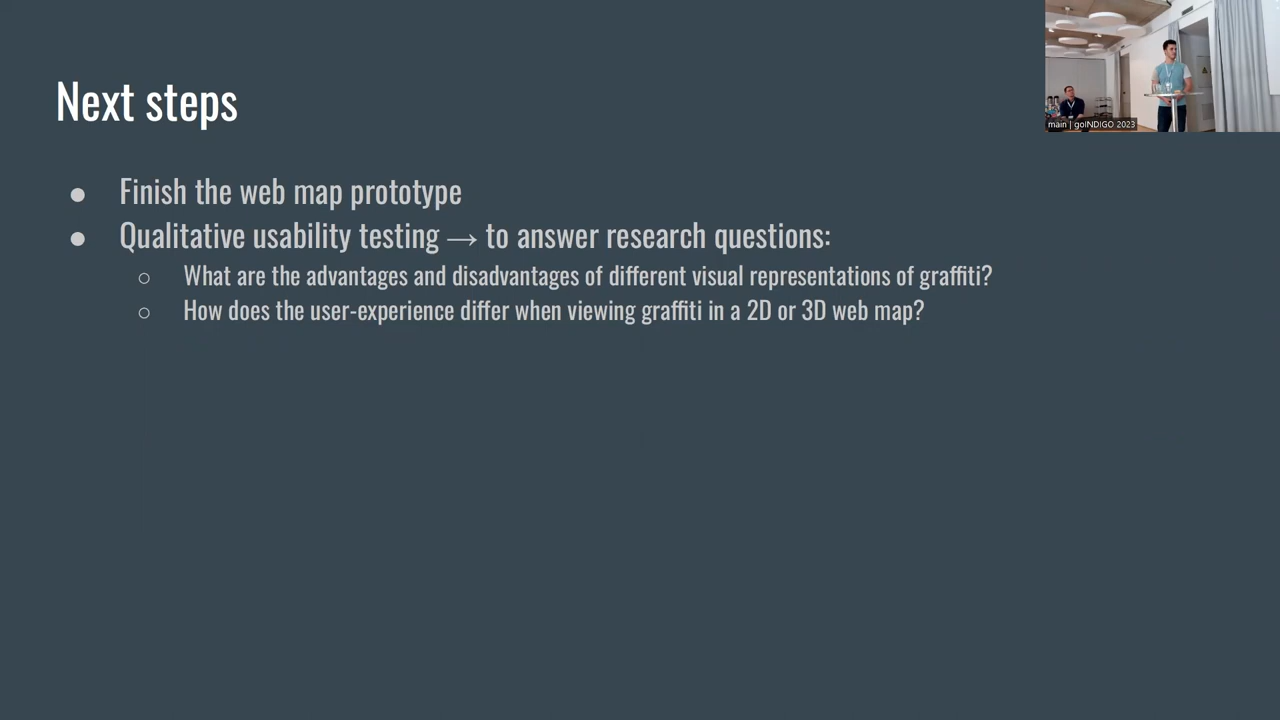 Next steps
● Finish the web map prototype
● Qualitative usability testing → to answer research questions:
○ What are the advantages and disadvantages of different visual representations of graffiti?
○ How does the user-experience differ when viewing graffiti in a 2D or 3D web map?
main | goINDIGO 2023